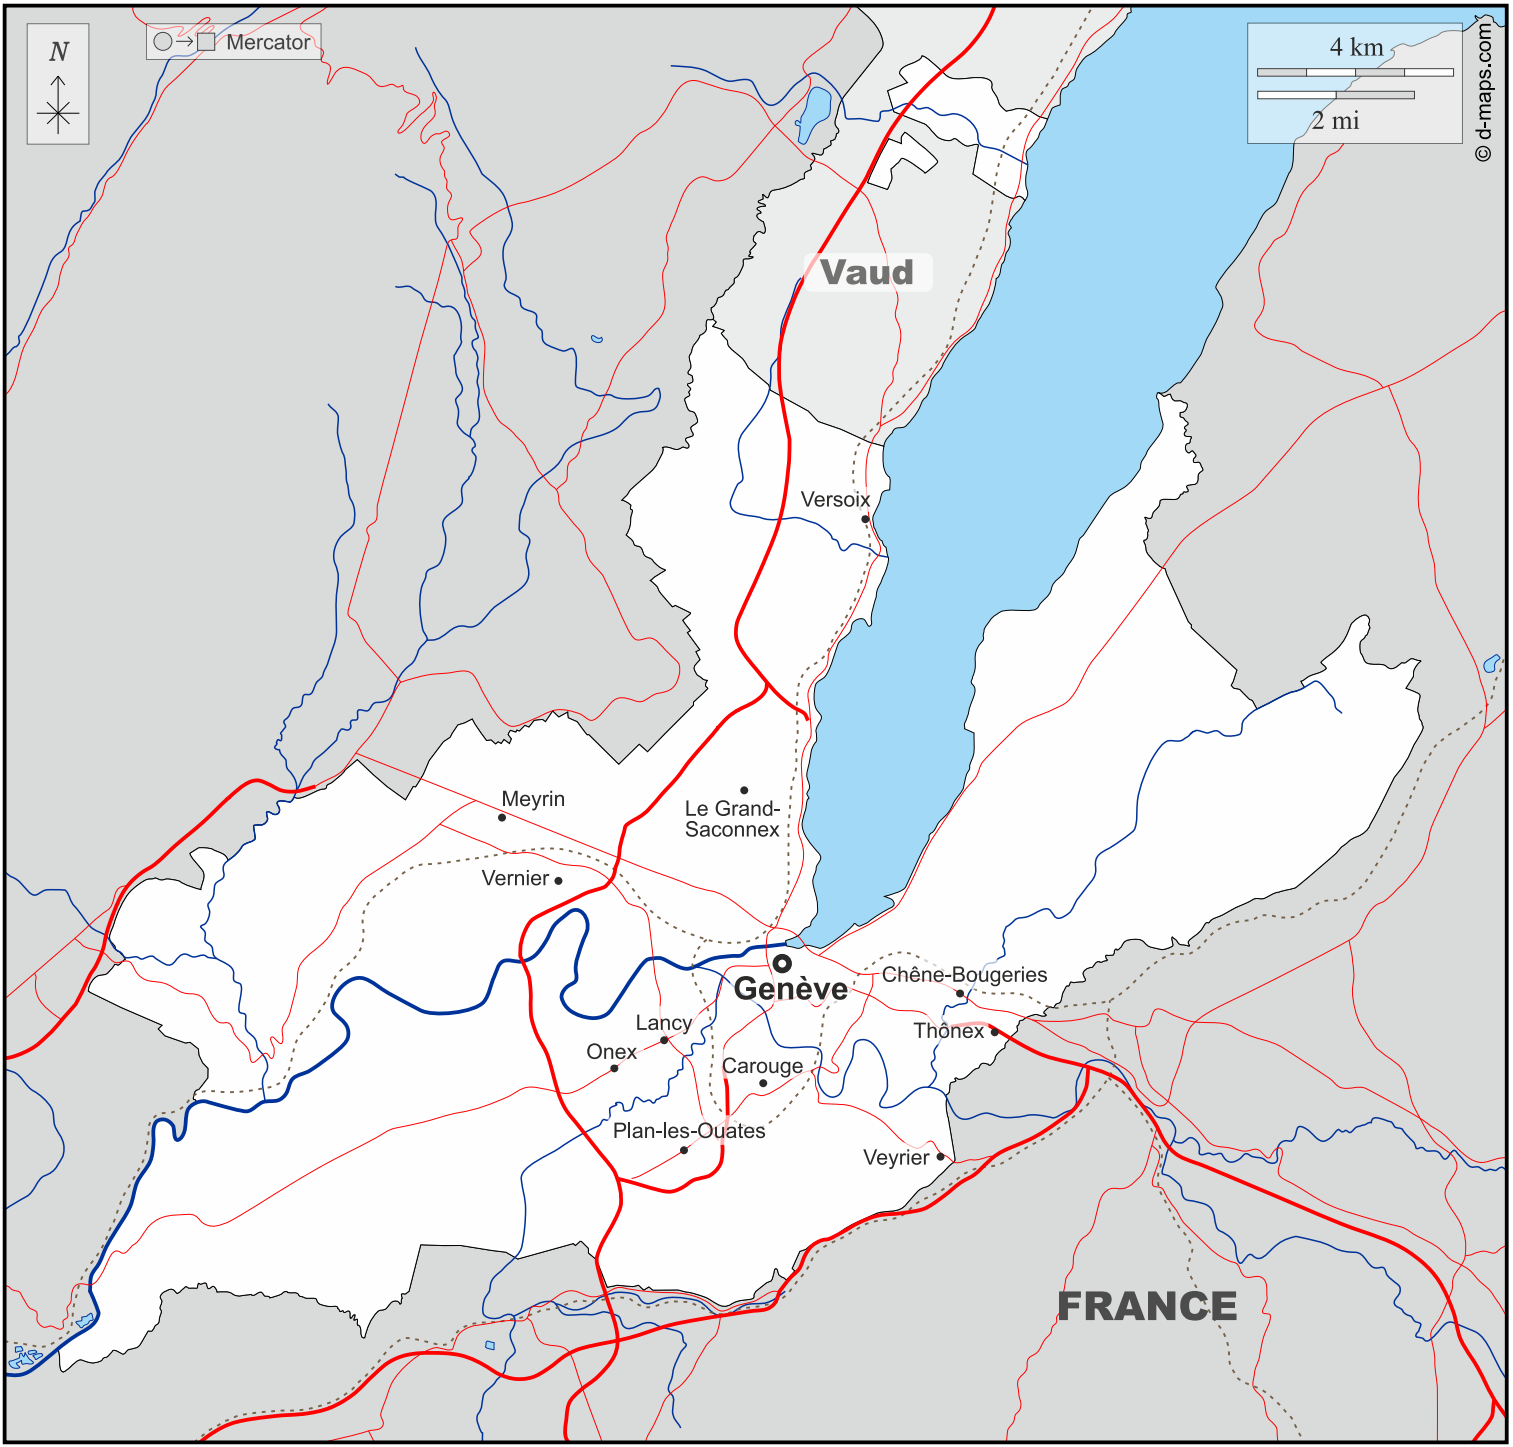 N
Mercator
4 km
2 mi
© d-maps.com
Vaud
Versoix
Meyrin
Le Grand-
Saconnex
Vernier
Genève
Chêne-Bougeries
Lancy
Thônex
Onex
Carouge
Plan-les-Ouates
Veyrier
FRANCE